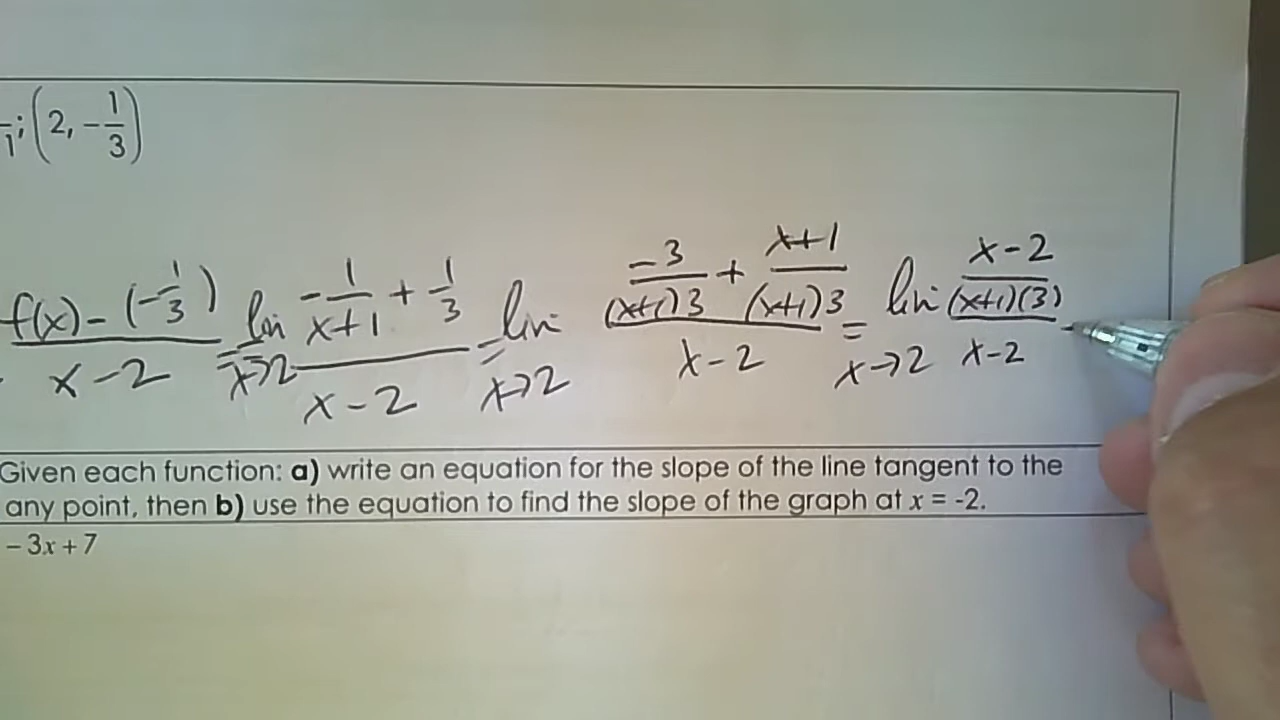 1; (2, -1/3)
f(x) - (-1/3) / x - 2 = lim x→2 (-1/(x+1) + 1/3) / (x - 2) = lim x→2 (-3/((x+1)3) + (x+1)/((x+1)3)) / (x - 2) = lim x→2 ((x-2)/((x+1)(3))) / (x-2)
Given each function: a) write an equation for the slope of the line tangent to the
any point, then b) use the equation to find the slope of the graph at x = -2.
- 3x + 7